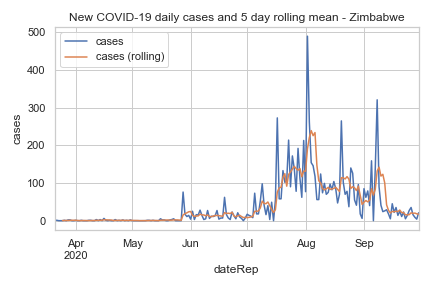 New COVID-19 daily cases and 5 day rolling mean - Zimbabwe
500
400
300
200
100
0
cases
cases
cases (rolling)
Apr
2020
May
Jun
Jul
Aug
Sep
dateRep